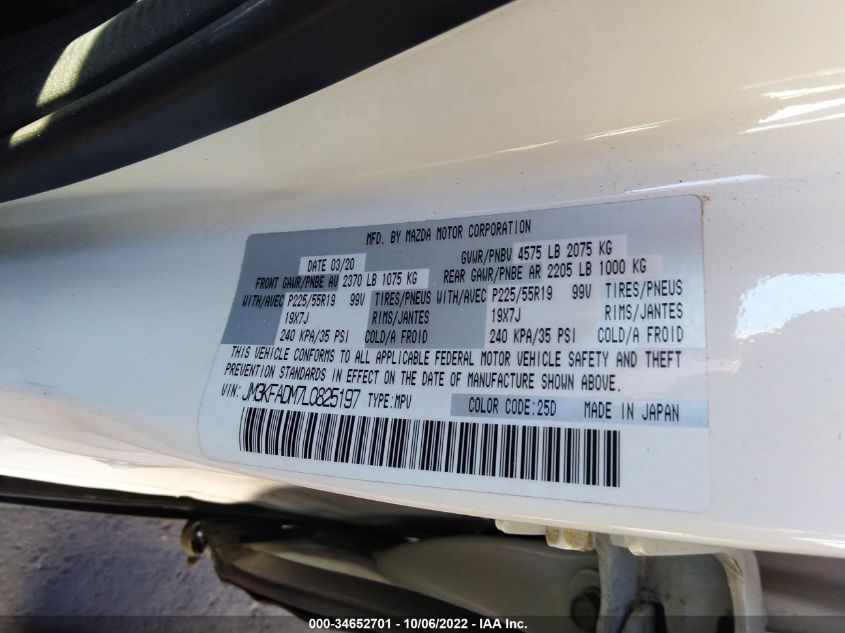 MFD. BY MAZDA MOTOR CORPORATION
DATE 03/20 GVWR/PNBV 4575 LB 2075 KG
FRONT GAWR/PNBE AV 2370 LB 1075 KG REAR GAWR/PNBE AR 2205 LB 1000 KG
WITH/AVEC P225/55R19 99V TIRES/PNEUS WITH/AVEC P225/55R19 99V TIRES/PNEUS
19X7J RIMS/JANTES 19X7J RIMS/JANTES
240 KPA/35 PSI COLD/A FROID 240 KPA/35 PSI COLD/A FROID
THIS VEHICLE CONFORMS TO ALL APPLICABLE FEDERAL MOTOR VEHICLE SAFETY AND THEFT
PREVENTION STANDARDS IN EFFECT ON THE DATE OF MANUFACTURE SHOWN ABOVE.
VIN: JM3KFADM7L0825197 TYPE:MPV COLOR CODE:25D MADE IN JAPAN
000-34652701 - 10/06/2022 - IAA Inc.